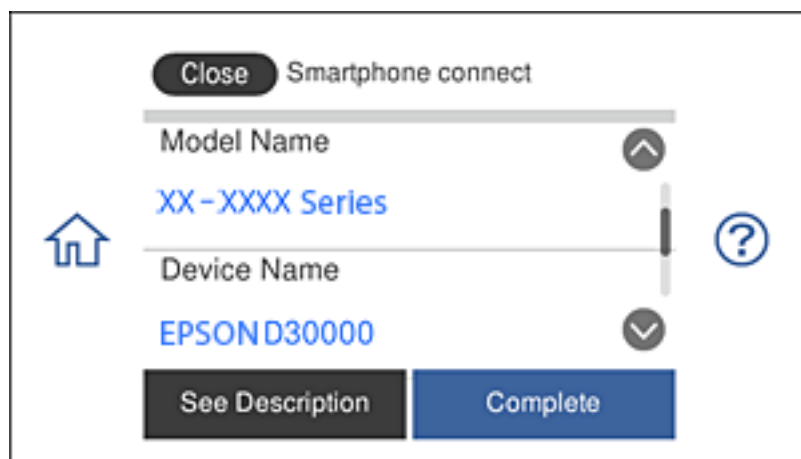 Close Smartphone connect
Model Name
XX-XXXX Series
Device Name
EPSON D30000
See Description Complete